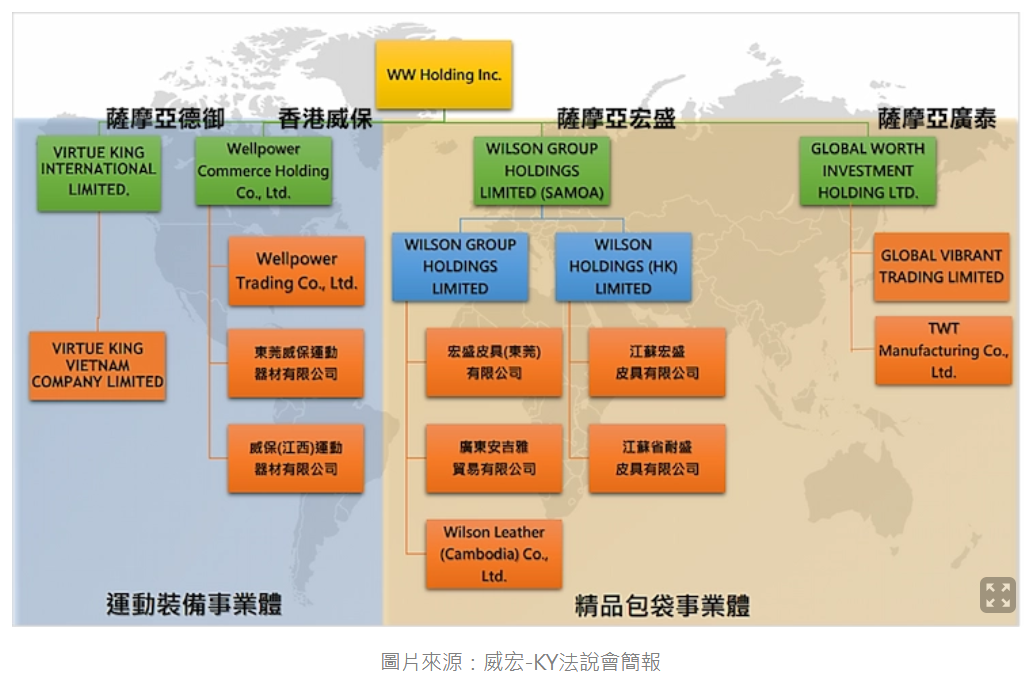 WW Holding Inc.
薩摩亞德御
香港威保
薩摩亞宏盛
薩摩亞廣泰
VIRTUE KING
INTERNATIONAL
LIMITED.
Wellpower
Commerce Holding
Co., Ltd.
WILSON GROUP
HOLDINGS
LIMITED (SAMOA)
GLOBAL WORTH
INVESTMENT
HOLDING LTD.
Wellpower
Trading Co., Ltd.
WILSON GROUP
HOLDINGS
LIMITED
WILSON
HOLDINGS (HK)
LIMITED
GLOBAL VIBRANT
TRADING LIMITED
VIRTUE KING
VIETNAM
COMPANY LIMITED
東莞威保運動
器材有限公司
宏盛皮具(東莞)
有限公司
江蘇宏盛
皮具有限公司
TWT
Manufacturing Co.,
Ltd.
威保(江西)運動
器材有限公司
廣東安吉雅
貿易有限公司
江蘇省耐盛
皮具有限公司
Wilson Leather
(Cambodia) Co.,
Ltd.
運動裝備事業體
精品包袋事業體
圖片來源：威宏-KY法說會簡報